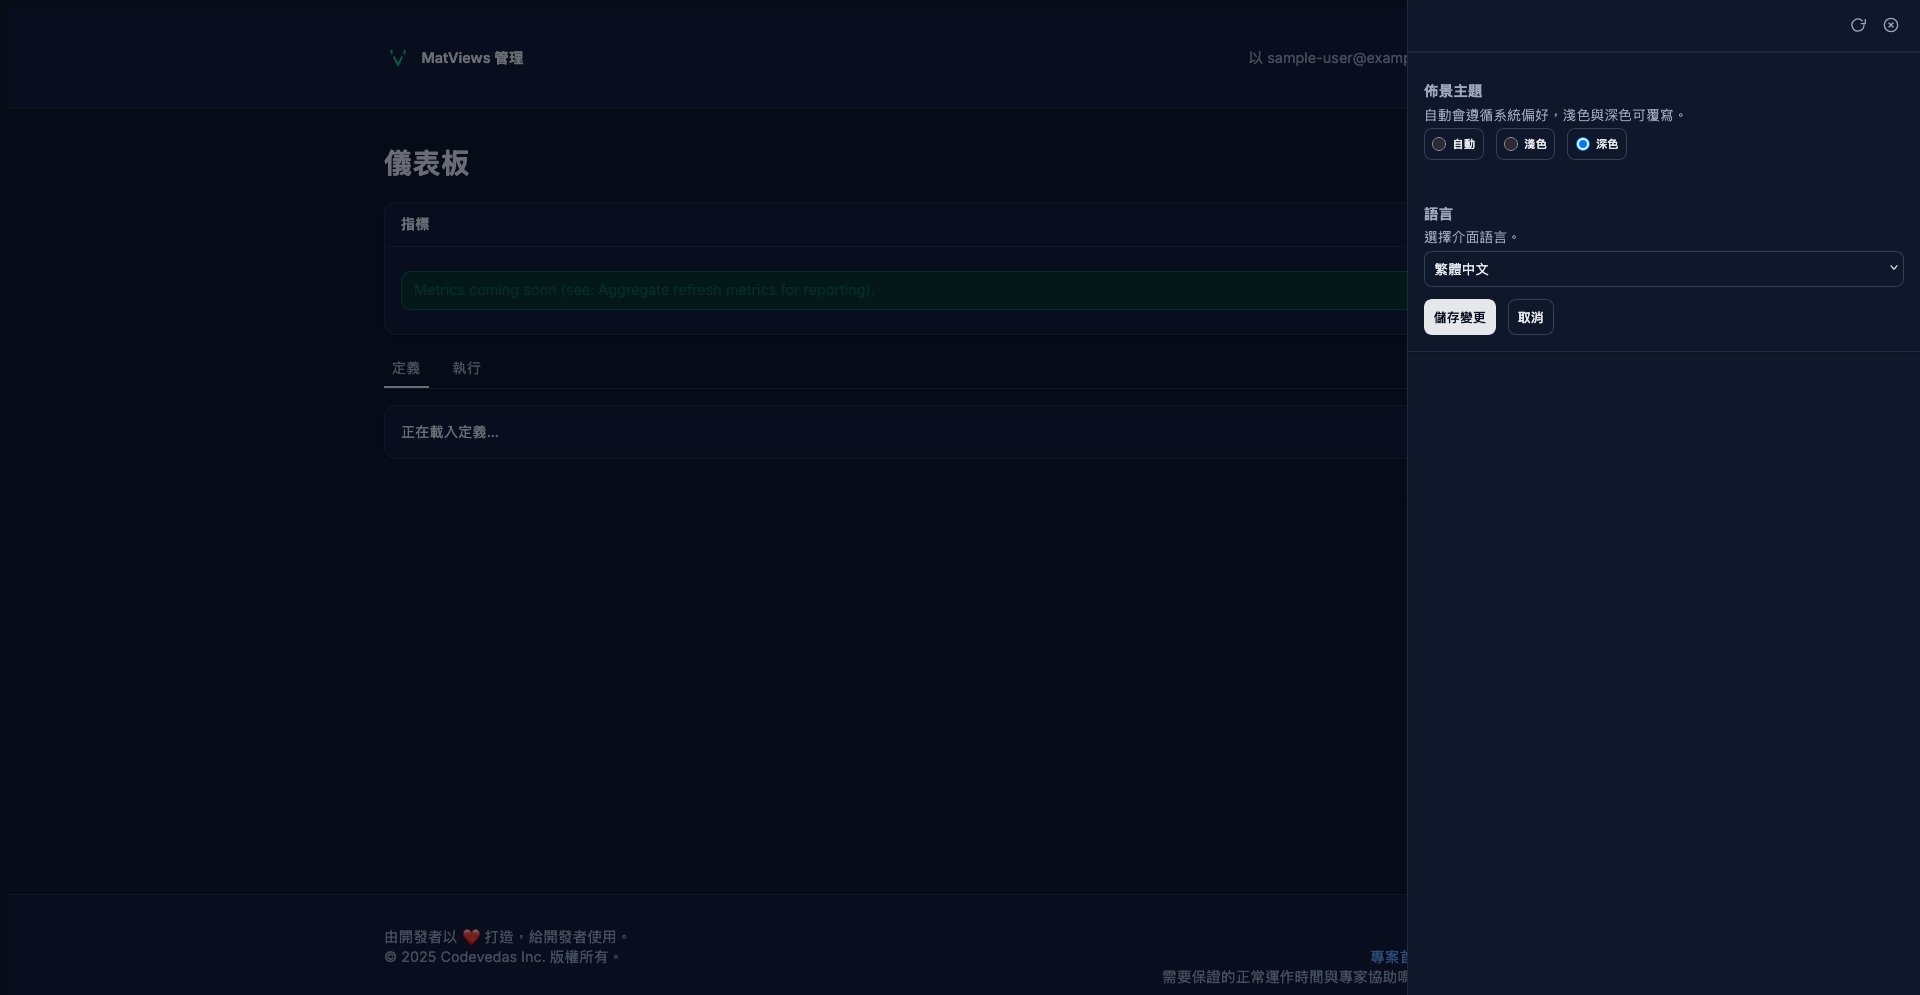 MatViews 管理
以 sample-user@examp
儀表板
指標
Metrics coming soon (see: Aggregate refresh metrics for reporting).
定義
執行
正在載入定義...
由開發者以 ❤️ 打造，給開發者使用。
© 2025 Codevedas Inc. 版權所有。
專案首
需要保證的正常運作時間與專家協助嗎
佈景主題
自動會遵循系統偏好，淺色與深色可覆寫。
自動
淺色
深色
語言
選擇介面語言。
繁體中文
儲存變更
取消